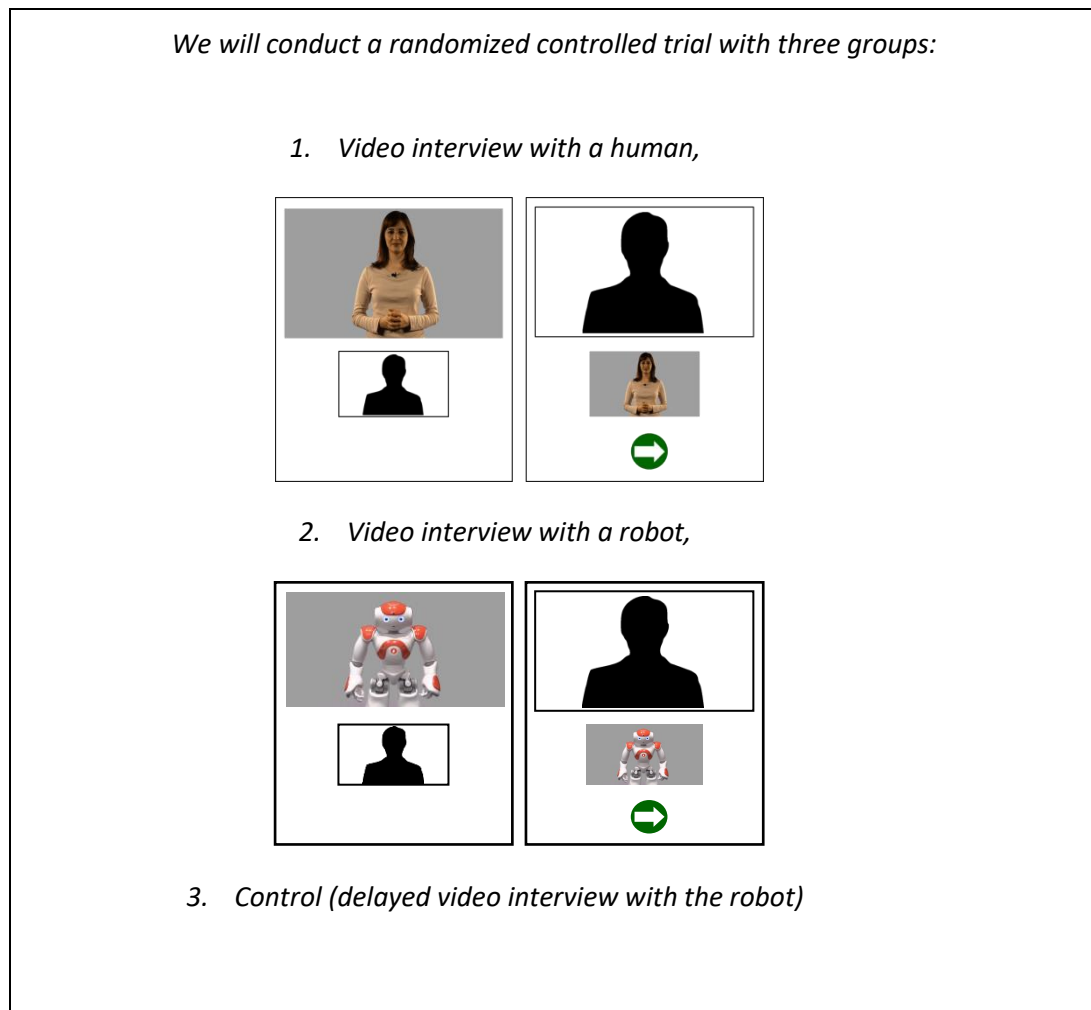 We will conduct a randomized controlled trial with three groups:
1. Video interview with a human,
2. Video interview with a robot,
3. Control (delayed video interview with the robot)